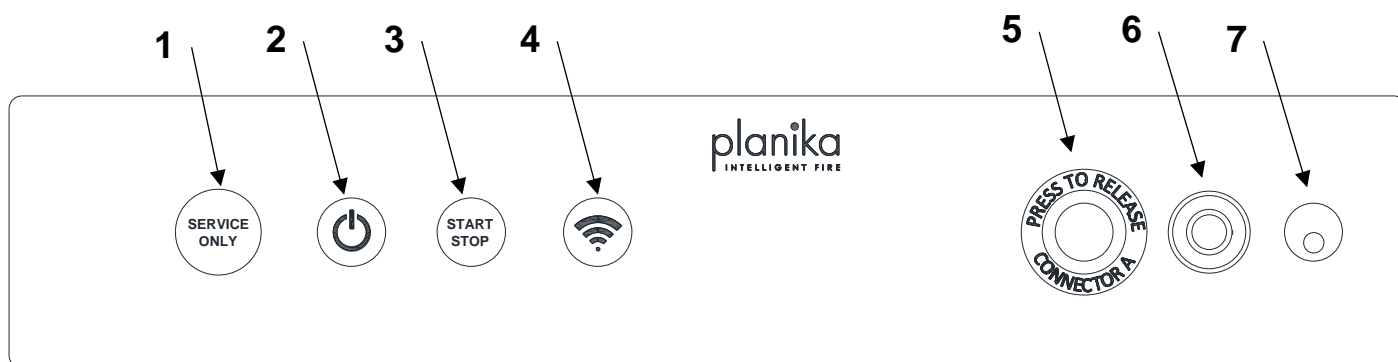 1
2
3
4
5
6
7
planika
INTELLIGENT FIRE
SERVICE
ONLY
START
STOP
PRESS TO RELEASE
CONNECTOR A